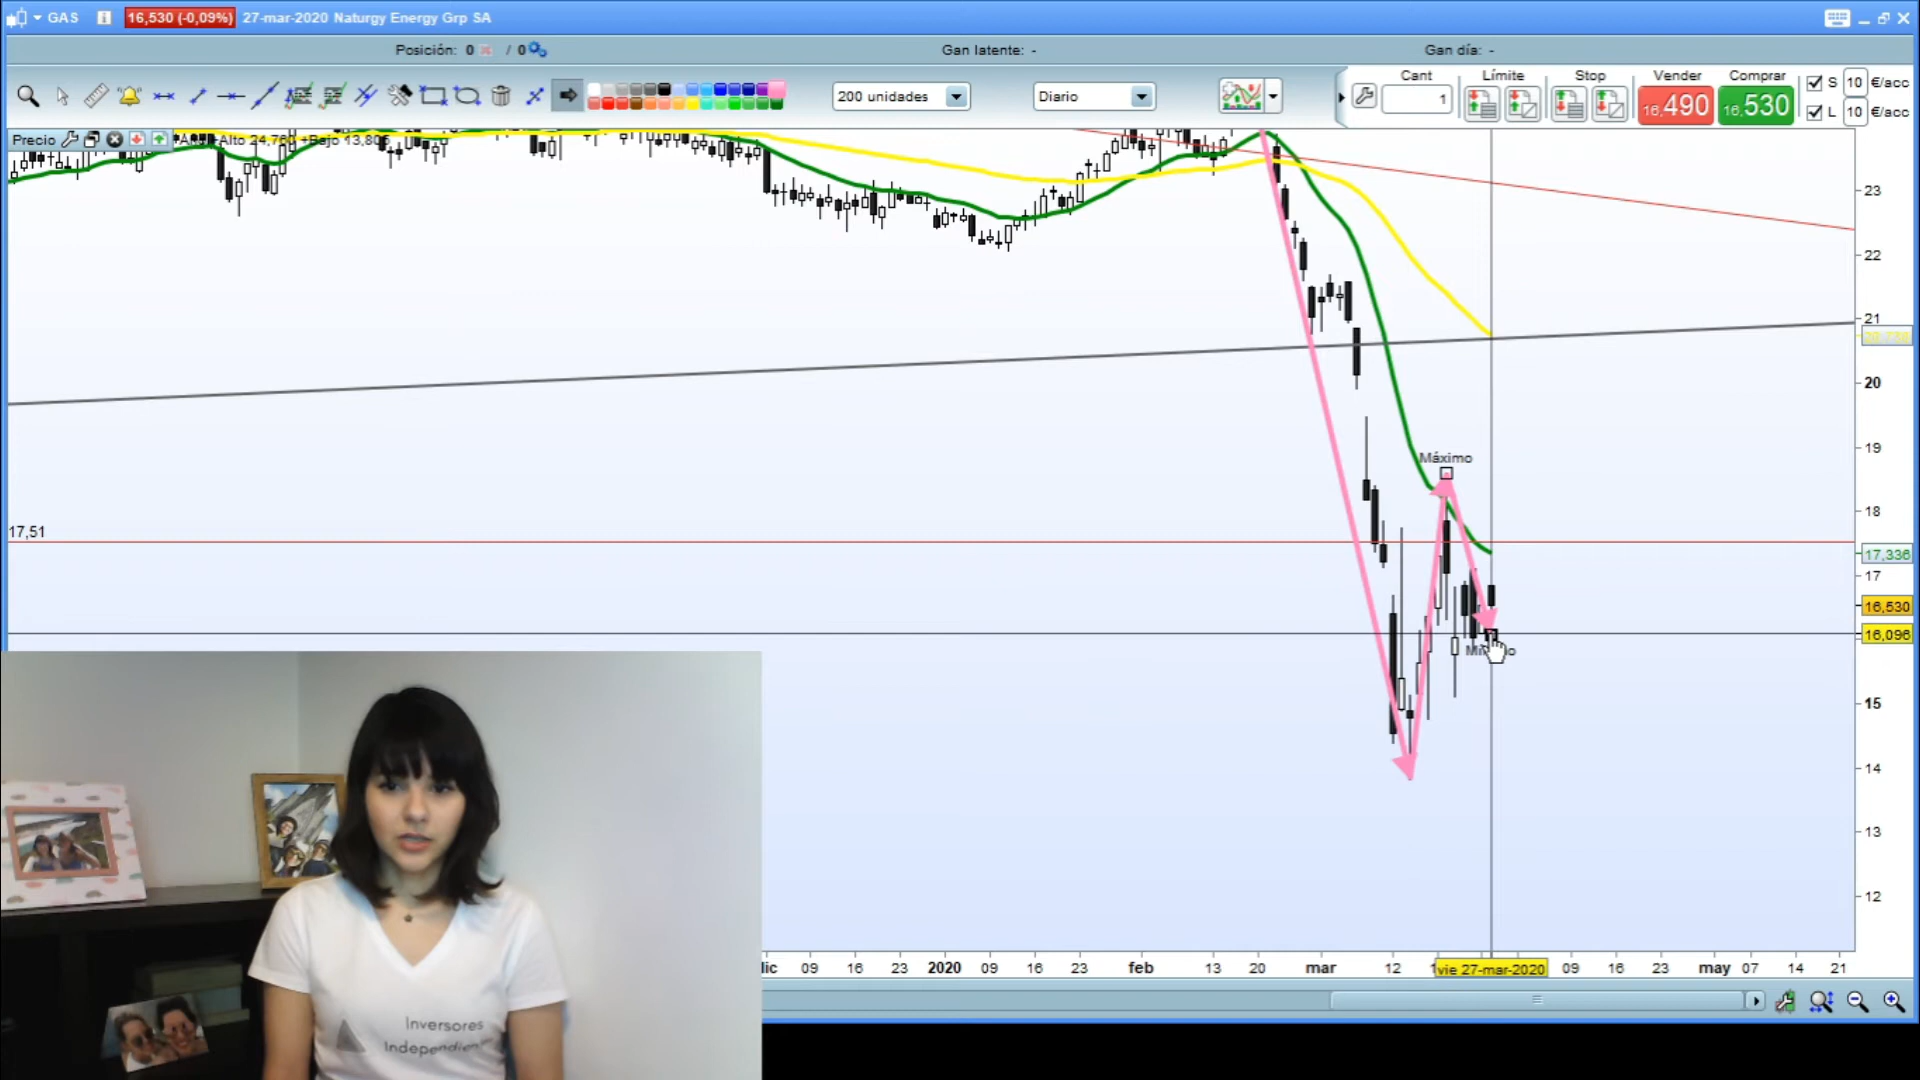 GAS 16,530 (-0,09%) 27-mar-2020 Naturgy Energy Grp SA
Posición: 0 / 0 Gan latente: - Gan día: -
200 unidades Diario
Cant Límite Stop Vender Comprar
1 16,490 16,530
S 10 €/acc
L 10 €/acc
Precio +Alto 24,760 +Bajo 13,805
23
22
21
20
19
Máximo
18
17,51
17,336
17
16,530
16,096
15
14
13
12
09 16 23 2020 09 16 23 feb 13 20 mar 12 vie 27-mar-2020 09 16 23 may 07 14 21
Inversores